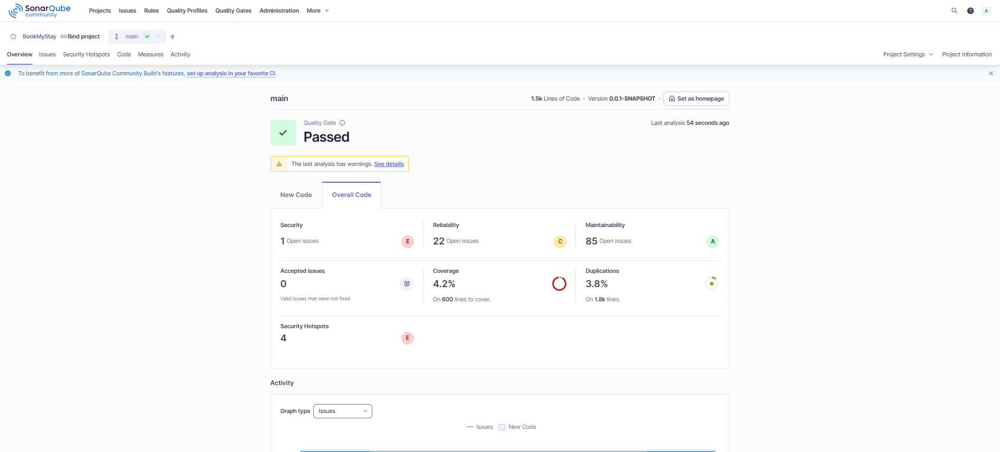 SonarQube community
Projects Issues Rules Quality Profiles Quality Gates Administration More
? A
BookMyStay Bind project / main ?
Overview Issues Security Hotspots Code Measures Activity Project Settings Project Information
To benefit from more of SonarQube Community Build's features, set up analysis in your favorite CI.
main 1.5k Lines of Code • Version 0.0.1-SNAPSHOT • Set as homepage
Quality Gate Last analysis 54 seconds ago
Passed
The last analysis has warnings. See details
New Code Overall Code
Security Reliability Maintainability
1 Open issues E 22 Open issues C 85 Open issues A
Accepted issues Coverage Duplications
0 4.2% 3.8%
Valid issues that were not fixed On 600 lines to cover. On 1.8k lines.
Security Hotspots
4 E
Activity
Graph type Issues
Issues New Code